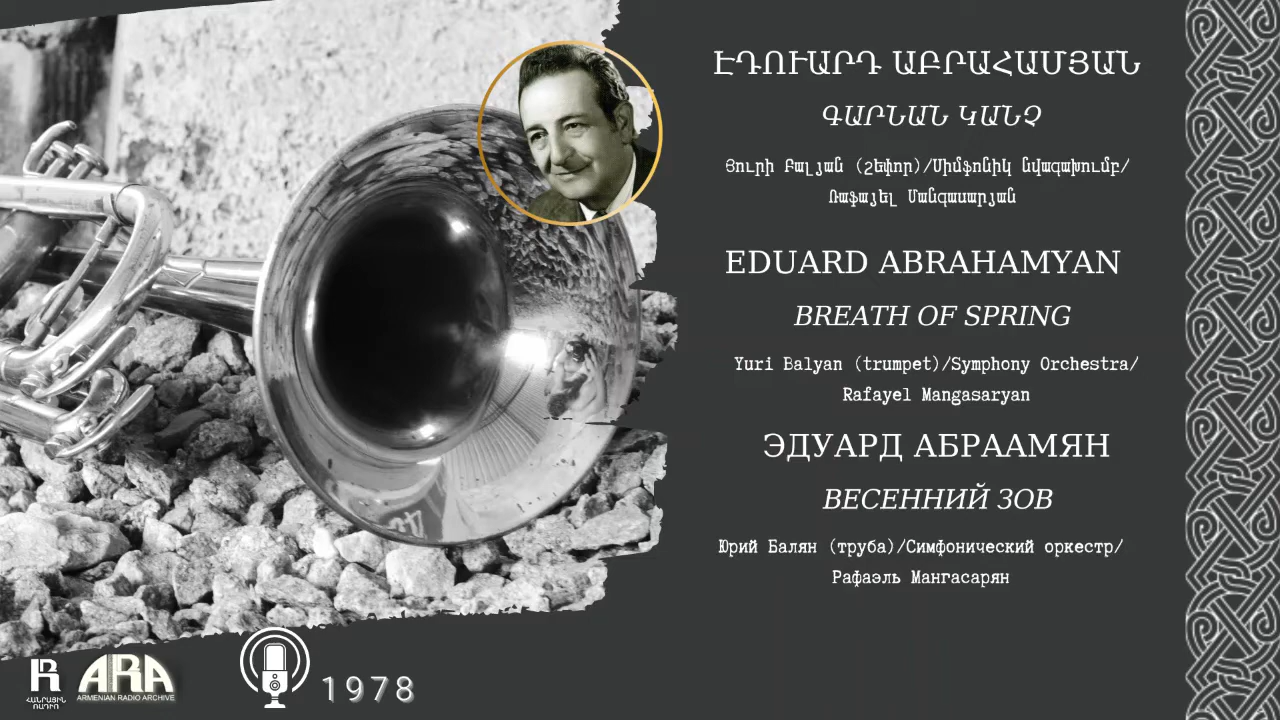 ԷԴՈՒԱՐԴ ԱԲՐԱՀԱՄՅԱՆ
ԳԱՐՆԱՆ ԿԱՆՉ
Յուրի Բալյան (շեփոր)/Սիմֆոնիկ նվագախումբ/
Ռաֆայել Մանգասարյան
EDUARD ABRAHAMYAN
BREATH OF SPRING
Yuri Balyan (trumpet)/Symphony Orchestra/
Rafayel Mangasaryan
ЭДУАРД АБРААМЯН
ВЕСЕННИЙ ЗОВ
Юрий Балян (труба)/Симфонический оркестр/
Рафаэль Мангасарян
ՀԱՆՐԱՅԻՆ
ՌԱԴԻՈ
ARA
ARMENIAN RADIO ARCHIVE
1978